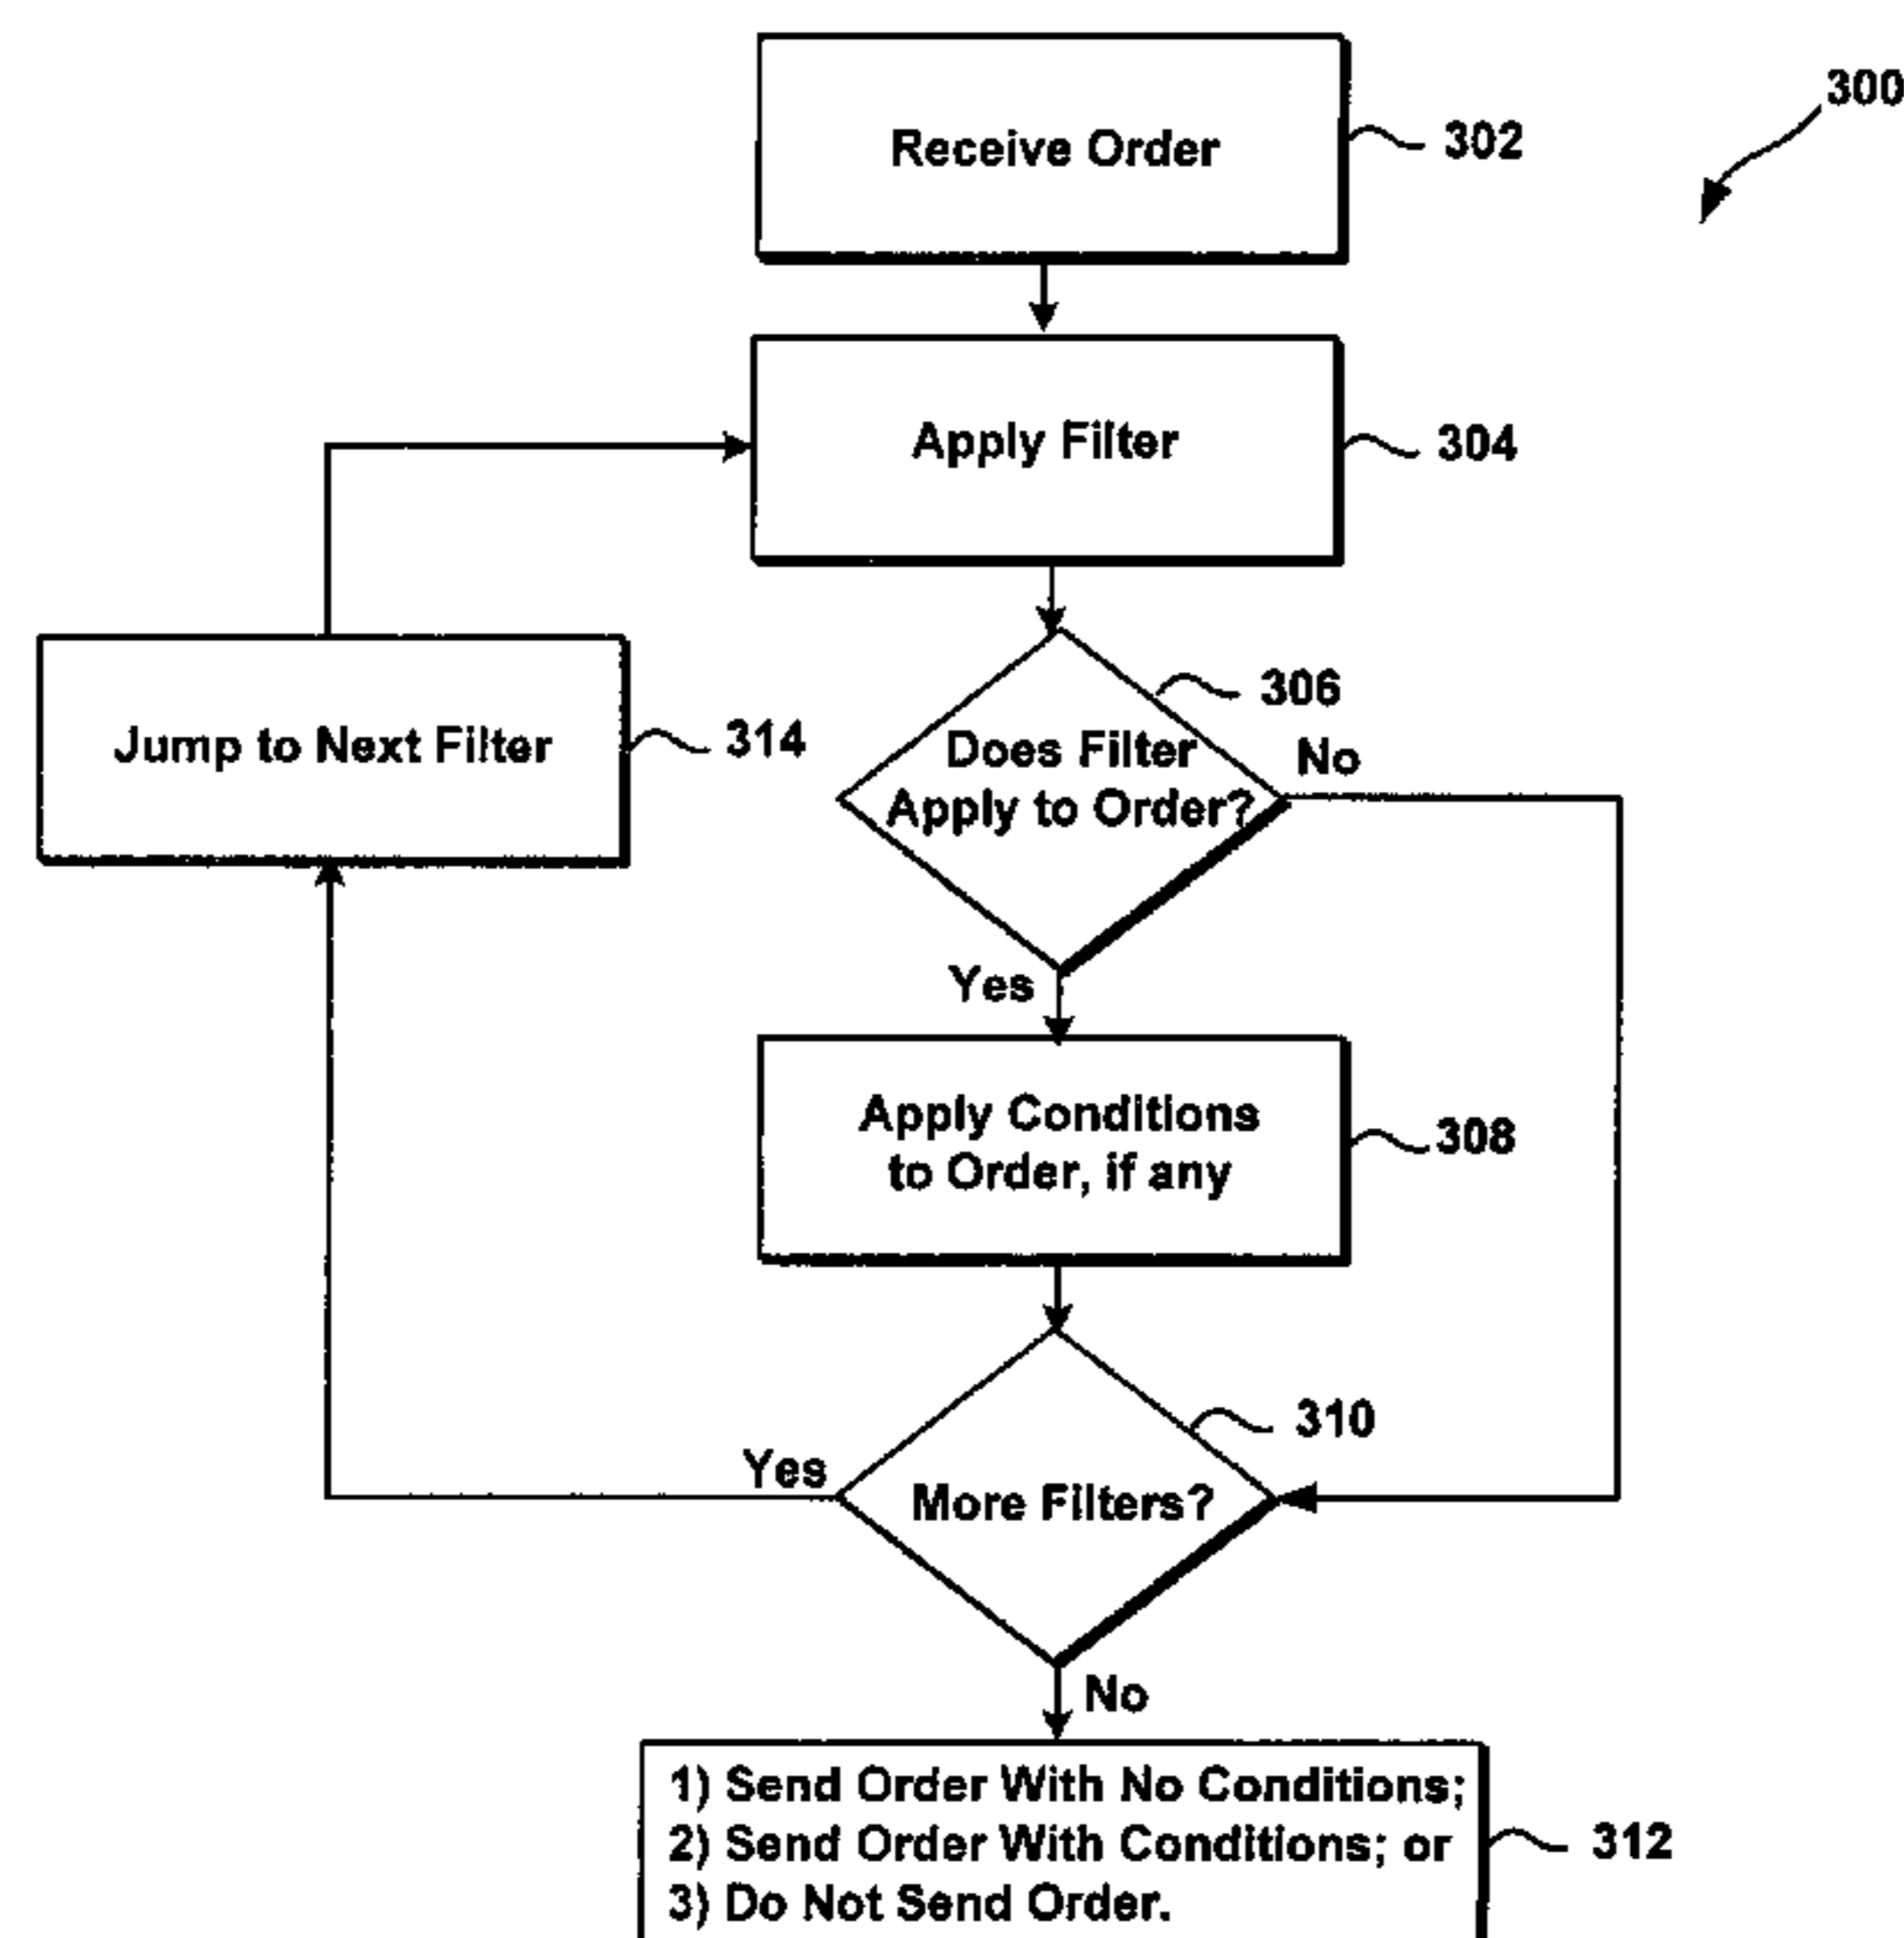 300
Receive Order
302
Apply Filter
304
Jump to Next Filter
314
306
Does Filter
Apply to Order?
No
Yes
Apply Conditions
to Order, if any
308
310
More Filters?
Yes
No
1) Send Order With No Conditions;
2) Send Order With Conditions; or
3) Do Not Send Order.
312